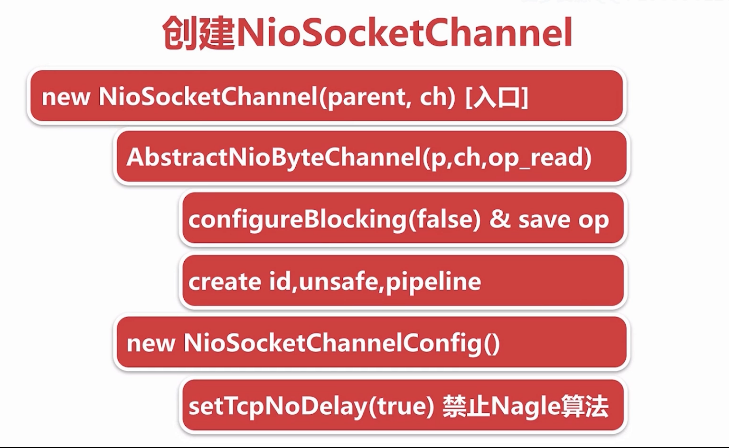 创建NioSocketChannel
new NioSocketChannel(parent, ch) [入口]
AbstractNioByteChannel(p,ch,op_read)
configureBlocking(false) & save op
create id,unsafe,pipeline
new NioSocketChannelConfig()
setTcpNoDelay(true) 禁止Nagle算法